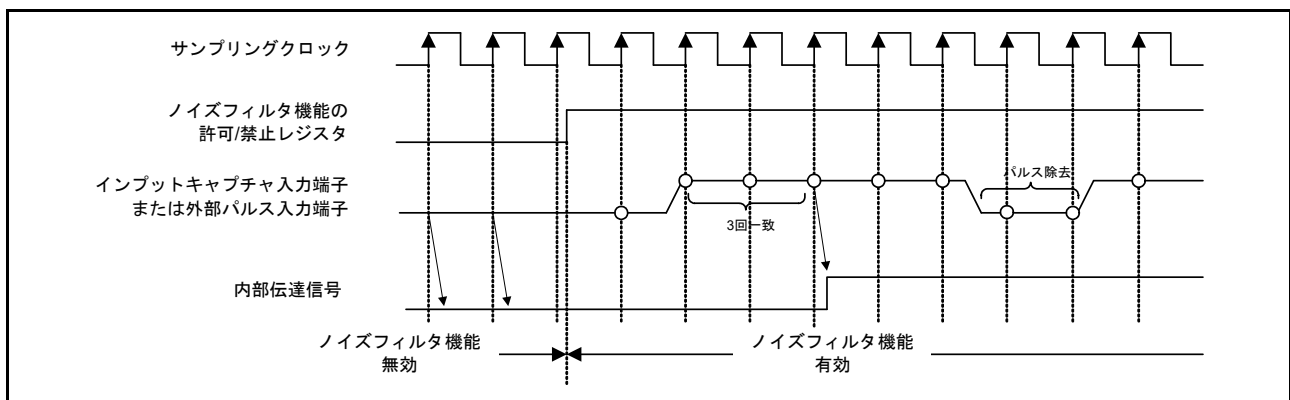 サンプリングクロック
ノイズフィルタ機能の
許可/禁止レジスタ
インプットキャプチャ入力端子
または外部パルス入力端子
パルス除去
3回一致
内部伝達信号
ノイズフィルタ機能
無効
ノイズフィルタ機能
有効